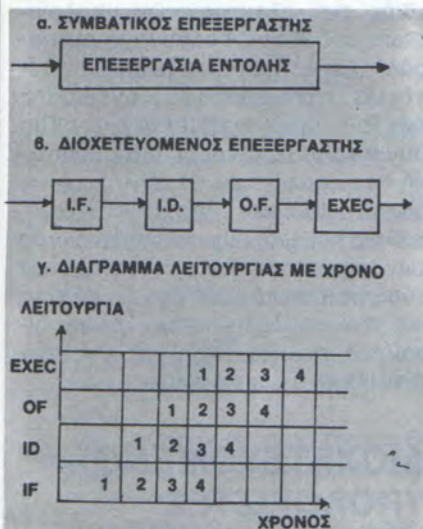 α. ΣΥΜΒΑΤΙΚΟΣ ΕΠΕΞΕΡΓΑΣΤΗΣ
ΕΠΕΞΕΡΓΑΣΙΑ ΕΝΤΟΛΗΣ
β. ΔΙΟΧΕΤΕΥΟΜΕΝΟΣ ΕΠΕΞΕΡΓΑΣΤΗΣ
I.F. I.D. O.F. EXEC
γ. ΔΙΑΓΡΑΜΜΑ ΛΕΙΤΟΥΡΓΙΑΣ ΜΕ ΧΡΟΝΟ
ΛΕΙΤΟΥΡΓΙΑ
EXEC 1 2 3 4
OF 1 2 3 4
ID 1 2 3 4
IF 1 2 3 4
ΧΡΟΝΟΣ